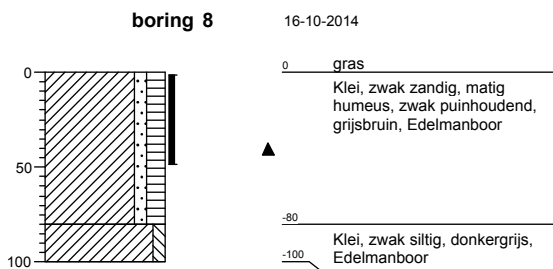 boring 8
16-10-2014
0
50
100
0
gras
Klei, zwak zandig, matig
humeus, zwak puinhoudend,
grijsbruin, Edelmanboor
-80
Klei, zwak siltig, donkergrijs,
Edelmanboor
-100